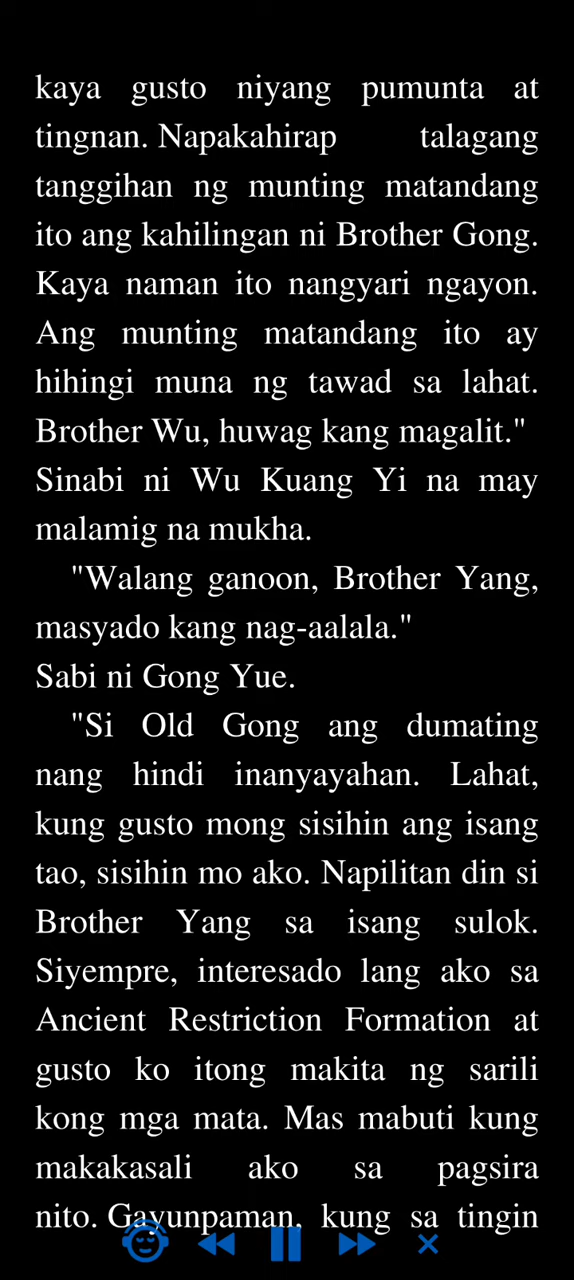 kaya gusto niyang pumunta at
tingnan. Napakahirap talagang
tanggihan ng munting matandang
ito ang kahilingan ni Brother Gong.
Kaya naman ito nangyari ngayon.
Ang munting matandang ito ay
hihingi muna ng tawad sa lahat.
Brother Wu, huwag kang magalit."
Sinabi ni Wu Kuang Yi na may
malamig na mukha.
"Walang ganoon, Brother Yang,
masyado kang nag-aalala."
Sabi ni Gong Yue.
"Si Old Gong ang dumating
nang hindi inanyayahan. Lahat,
kung gusto mong sisihin ang isang
tao, sisihin mo ako. Napilitan din si
Brother Yang sa isang sulok.
Siyempre, interesado lang ako sa
Ancient Restriction Formation at
gusto ko itong makita ng sarili
kong mga mata. Mas mabuti kung
makakasali ako sa pagsira
nito. Gayunpaman, kung sa tingin